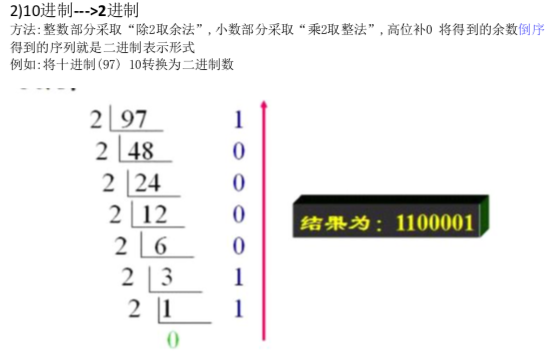 2)10进制--->2进制
方法:整数部分采取“除2取余法”,小数部分采取“乘2取整法”,高位补0 将得到的余数倒序
得到的序列就是二进制表示形式
例如:将十进制(97) 10转换为二进制数
2 97 1
2 48 0
2 24 0
2 12 0
2 6 0
2 3 1
2 1 1
0
结果为：1100001